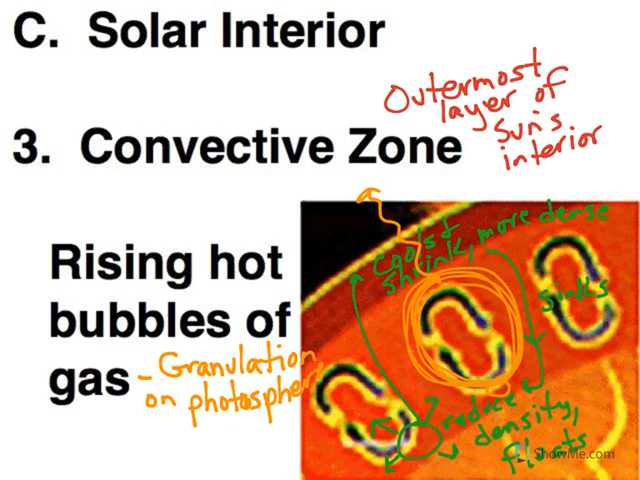 C. Solar Interior
Outermost
layer of
Sun's
interior
3. Convective Zone
Rising hot
bubbles of
gas
- Granulation
on photosphere
cools &
shrink, more dense
sinks
reduce
density,
floats
ShowMe.com